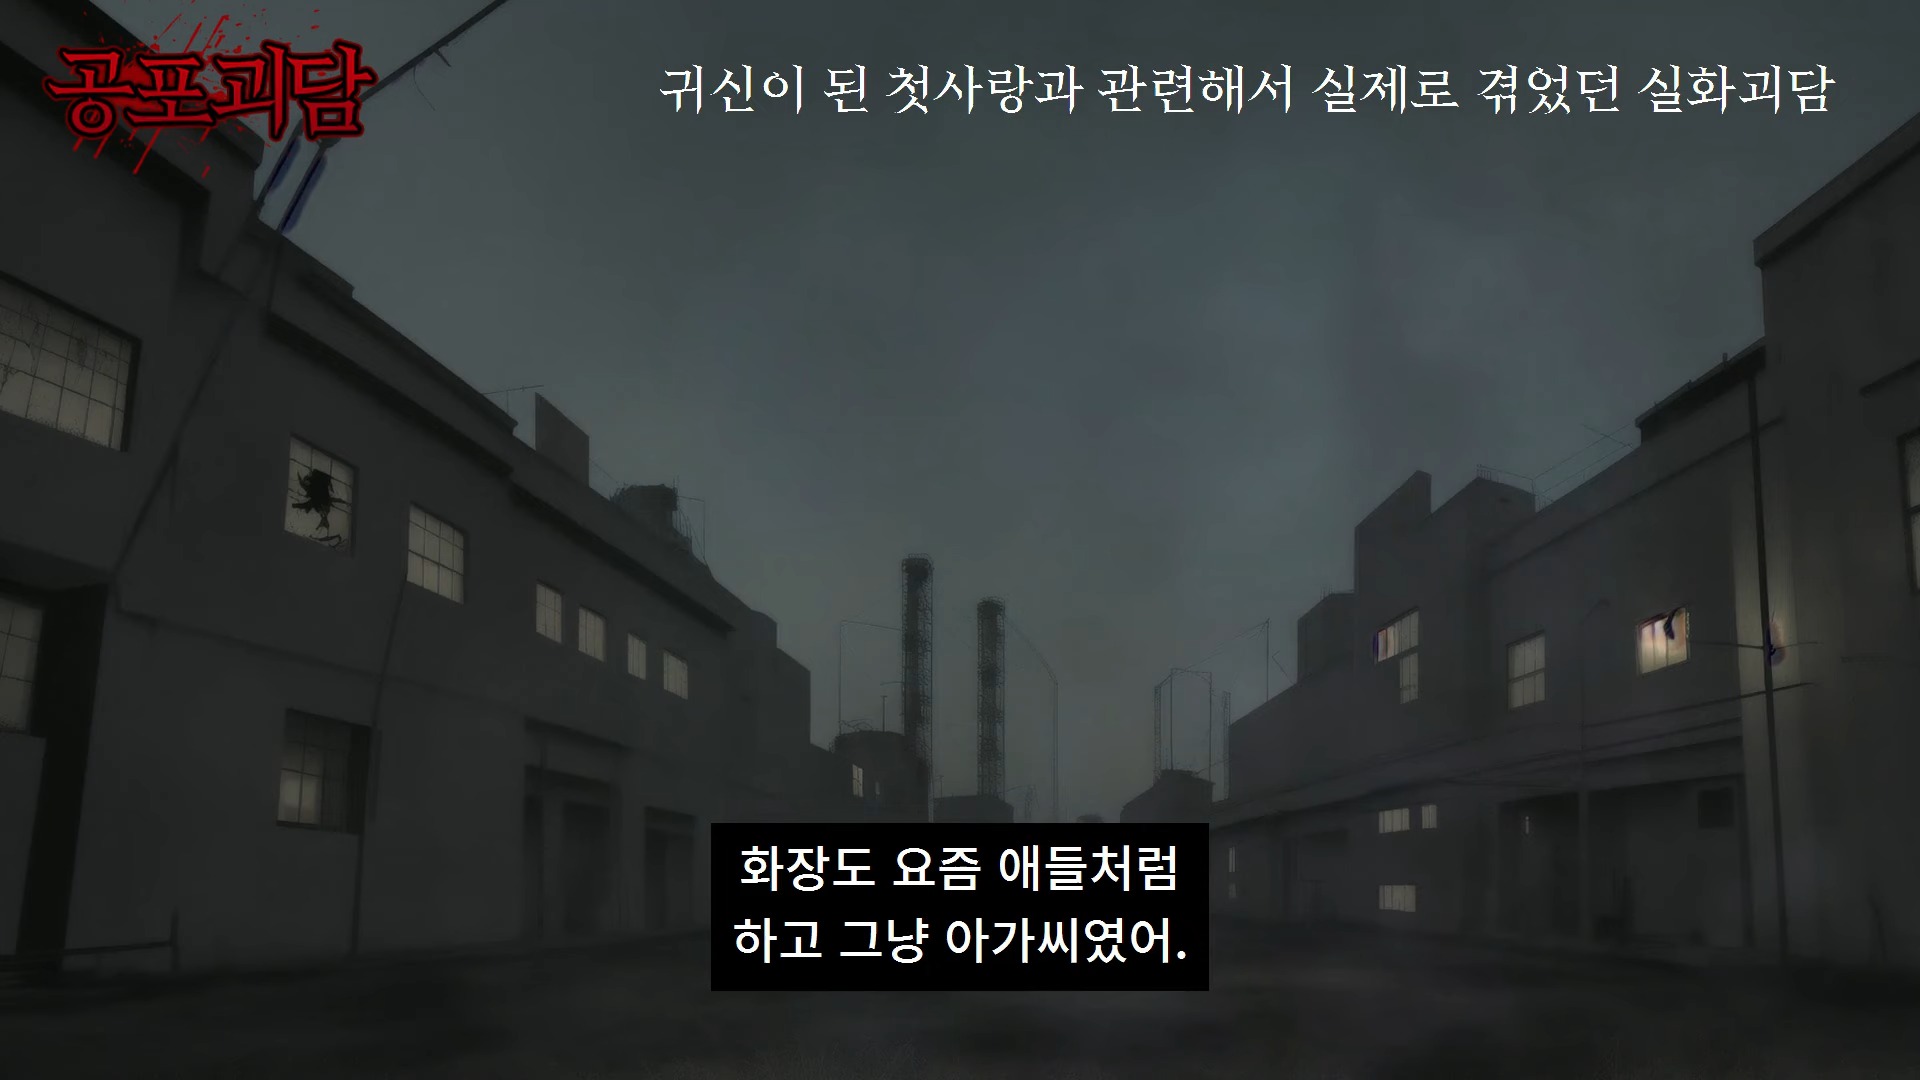 공포괴담
귀신이 된 첫사랑과 관련해서 실제로 겪었던 실화괴담
화장도 요즘 애들처럼
하고 그냥 아가씨였어.